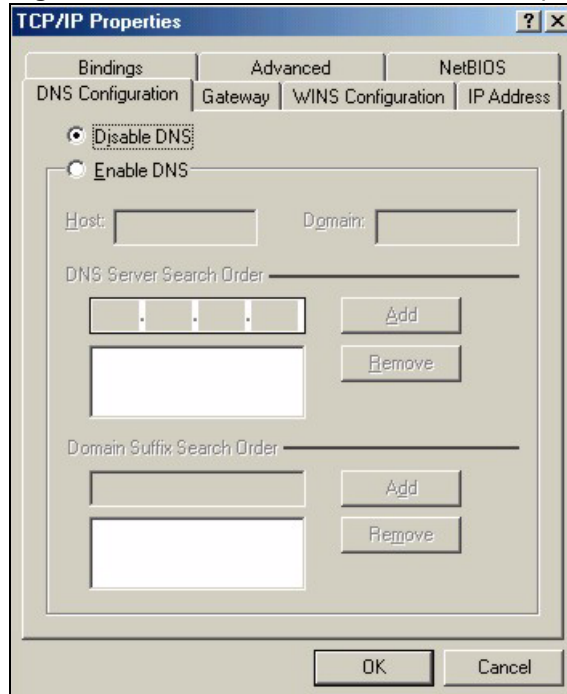 TCP/IP Properties
Bindings Advanced NetBIOS
DNS Configuration Gateway WINS Configuration IP Address
Disable DNS
Enable DNS
Host: Domain:
DNS Server Search Order
Add
Remove
Domain Suffix Search Order
Add
Remove
OK Cancel